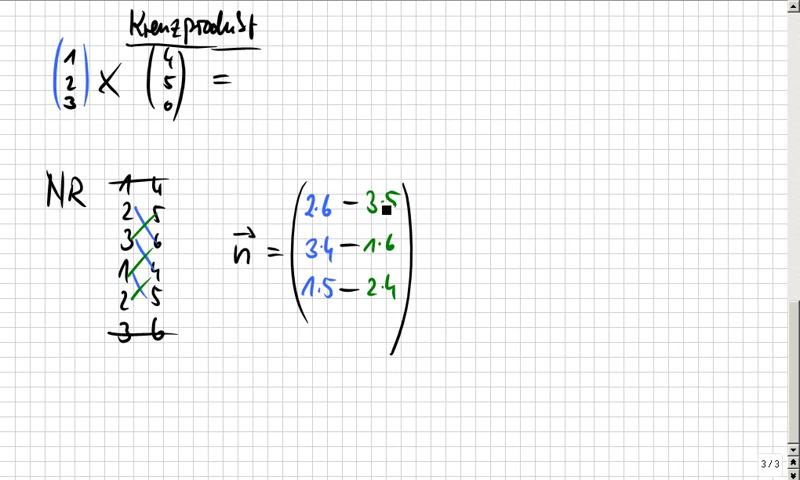 Kreuzprodukt
(1 2 3) × (4 5 6) =
NR
1 4
2 5
3 6
1 4
2 5
3 6
n⃗ =
2·6 − 3·5
3·4 − 1·6
1·5 − 2·4
3 / 3